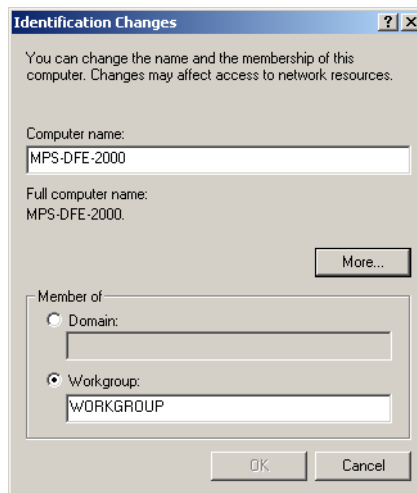 Identification Changes
You can change the name and the membership of this
computer. Changes may affect access to network resources.
Computer name:
MPS-DFE-2000
Full computer name:
MPS-DFE-2000.
More...
Member of
Domain:
Workgroup:
WORKGROUP
OK
Cancel